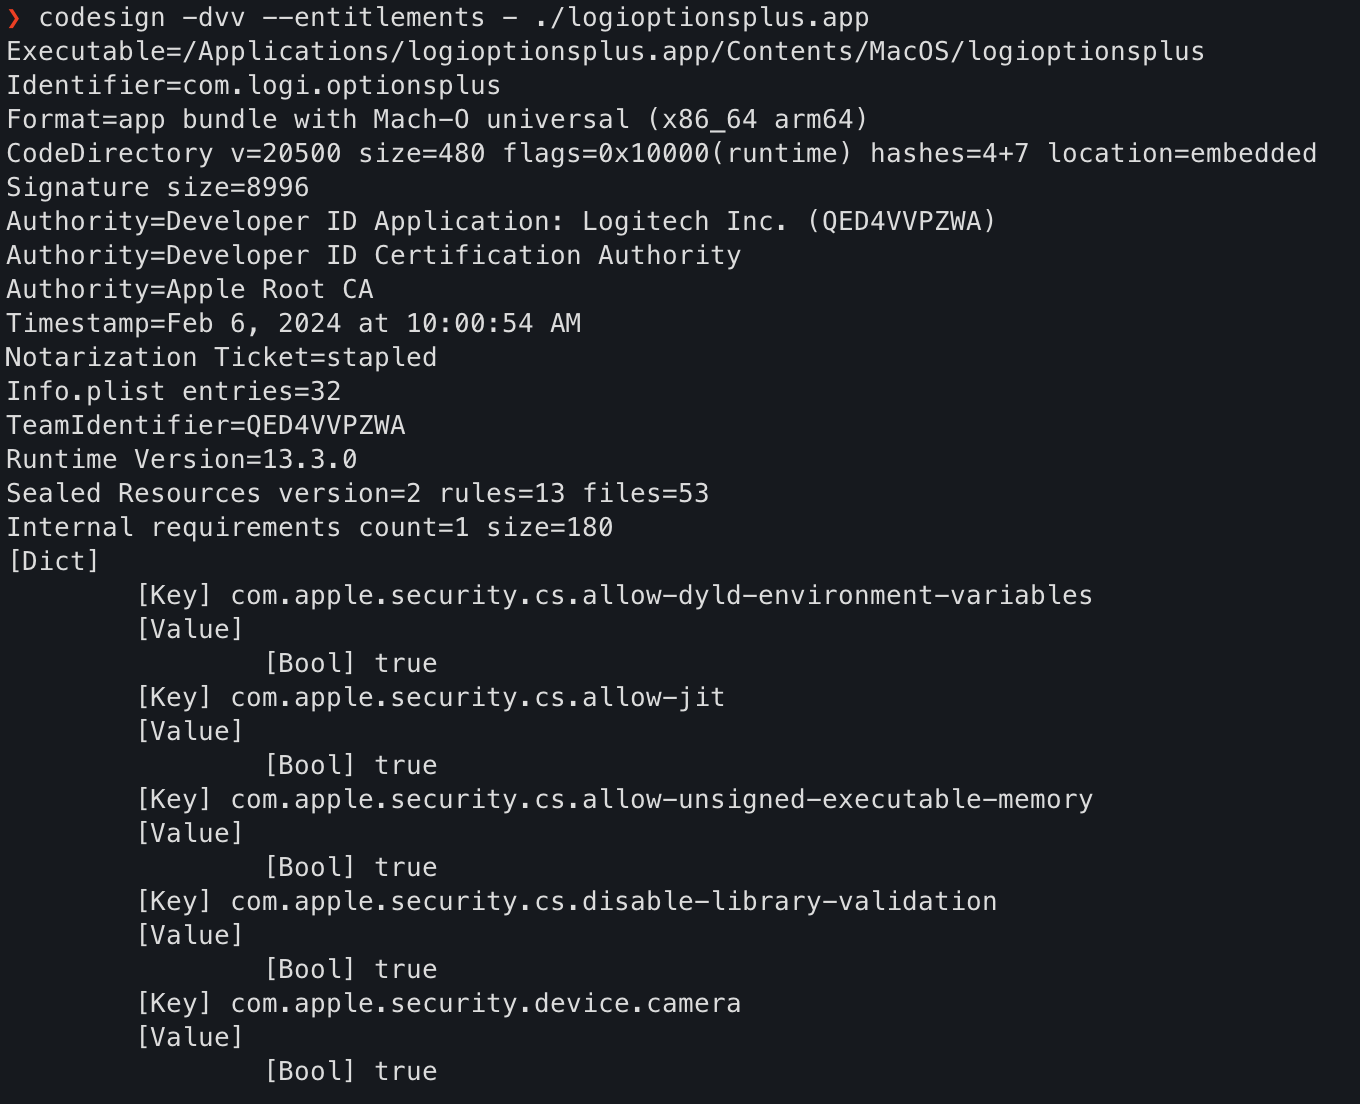 ❯ codesign -dvv --entitlements - ./logioptionsplus.app
Executable=/Applications/logioptionsplus.app/Contents/MacOS/logioptionsplus
Identifier=com.logi.optionsplus
Format=app bundle with Mach-O universal (x86_64 arm64)
CodeDirectory v=20500 size=480 flags=0x10000(runtime) hashes=4+7 location=embedded
Signature size=8996
Authority=Developer ID Application: Logitech Inc. (QED4VVPZWA)
Authority=Developer ID Certification Authority
Authority=Apple Root CA
Timestamp=Feb 6, 2024 at 10:00:54 AM
Notarization Ticket=stapled
Info.plist entries=32
TeamIdentifier=QED4VVPZWA
Runtime Version=13.3.0
Sealed Resources version=2 rules=13 files=53
Internal requirements count=1 size=180
[Dict]
[Key] com.apple.security.cs.allow-dyld-environment-variables
[Value]
[Bool] true
[Key] com.apple.security.cs.allow-jit
[Value]
[Bool] true
[Key] com.apple.security.cs.allow-unsigned-executable-memory
[Value]
[Bool] true
[Key] com.apple.security.cs.disable-library-validation
[Value]
[Bool] true
[Key] com.apple.security.device.camera
[Value]
[Bool] true